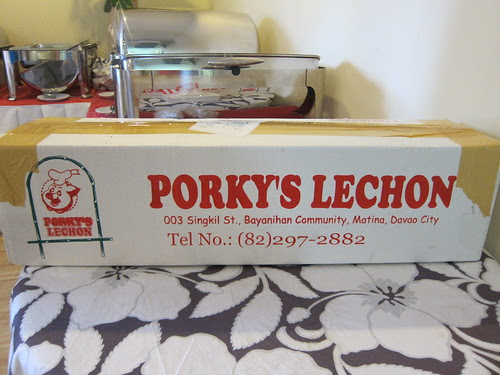 PORKY'S
LECHON
PORKY'S LECHON
003 Singkil St., Bayanihan Community, Matina, Davao City
Tel No.: (82)297-2882